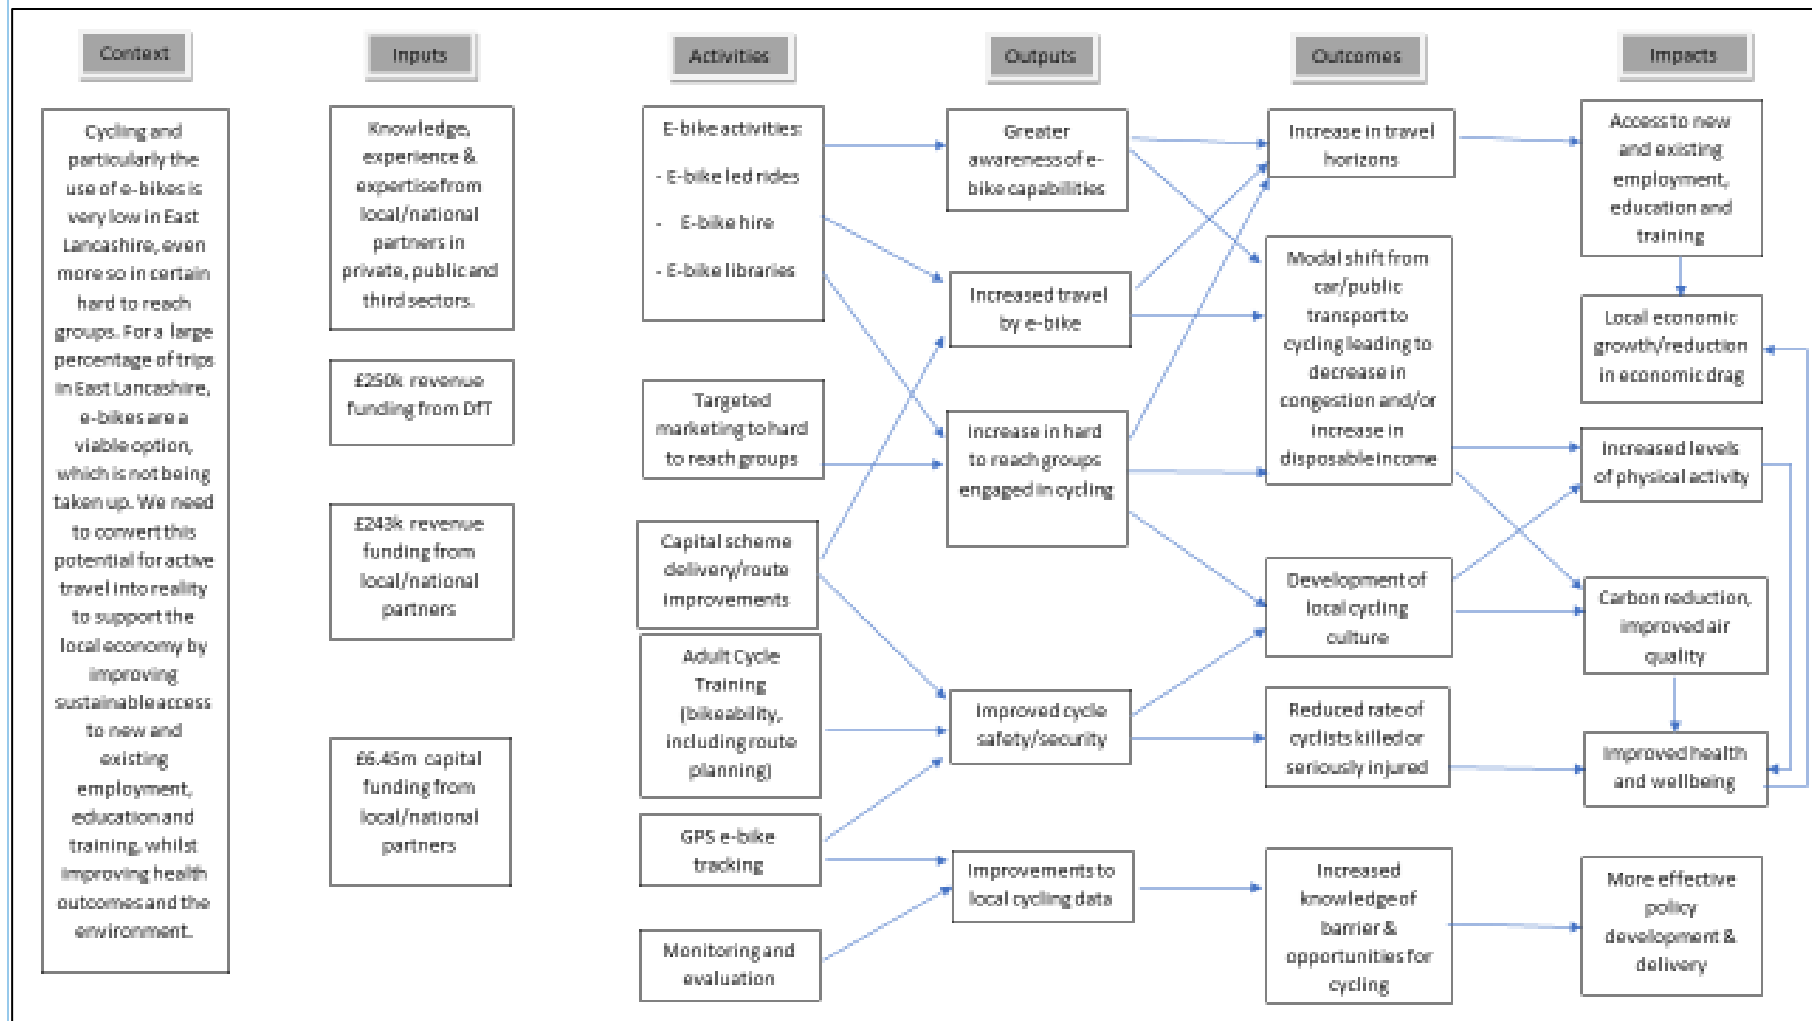 Context
Inputs
Activities
Outputs
Outcomes
Impacts
Cycling and
particularly the
use of e-bikes is
very low in East
Lancashire, even
more so in certain
hard to reach
groups. For a large
percentage of trips
in East Lancashire,
e-bikes are a
viable option,
which is not being
taken up. We need
to convert this
potential for active
travel into reality
to support the
local economy by
improving
sustainable access
to new and
existing
employment,
education and
training, whilst
improving health
outcomes and the
environment.
Knowledge,
experience &
expertise from
local/national
partners in
private, public and
third sectors.
£250k revenue
funding from DfT
£243k revenue
funding from
local/national
partners
£6.45m capital
funding from
local/national
partners
E-bike activities:
- E-bike led rides
- E-bike hire
- E-bike libraries
Targeted
marketing to hard
to reach groups
Capital scheme
delivery/route
improvements
Adult Cycle
Training
(bikeability,
including route
planning)
GPS e-bike
tracking
Monitoring and
evaluation
Greater
awareness of e-
bike capabilities
Increased travel
by e-bike
Increase in hard
to reach groups
engaged in cycling
Improved cycle
safety/security
Improvements to
local cycling data
Increase in travel
horizons
Modal shift from
car/public
transport to
cycling leading to
decrease in
congestion and/or
increase in
disposable income
Development of
local cycling
culture
Reduced rate of
cyclists killed or
seriously injured
Increased
knowledge of
barrier &
opportunities for
cycling
Access to new
and existing
employment,
education and
training
Local economic
growth/reduction
in economic drag
Increased levels
of physical activity
Carbon reduction,
improved air
quality
Improved health
and wellbeing
More effective
policy
development &
delivery